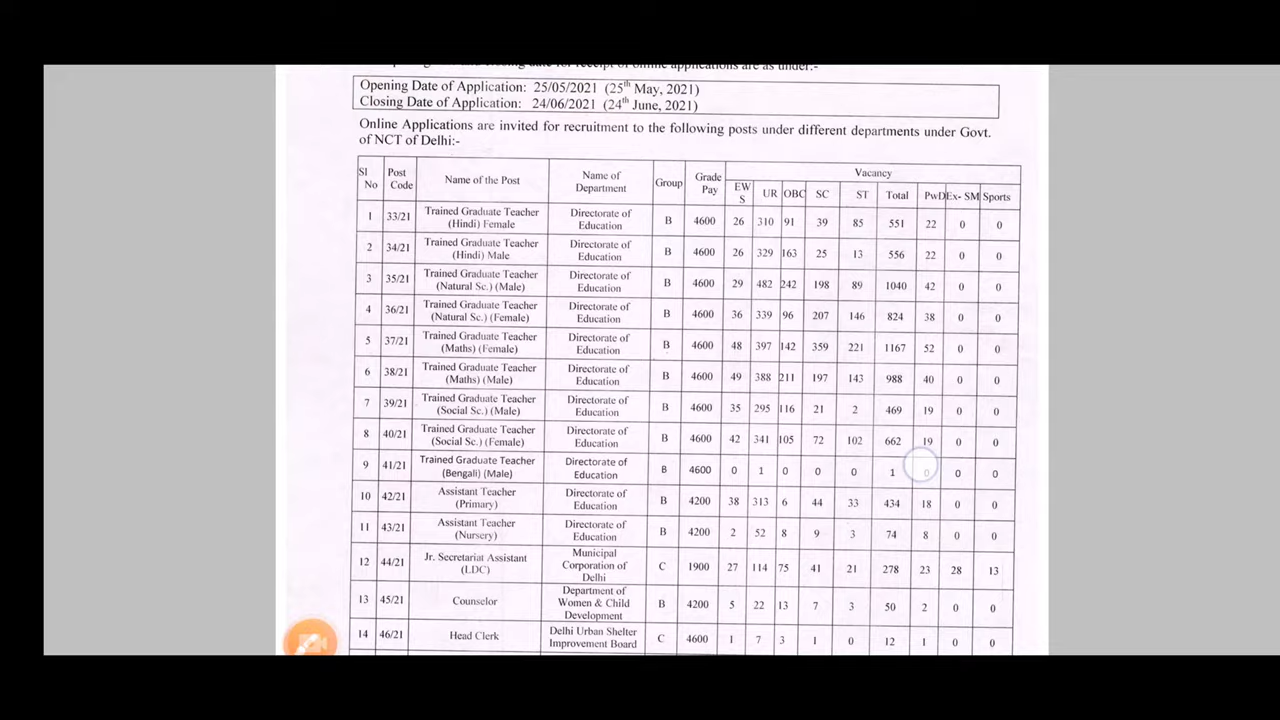 online applications are as under:-
Opening Date of Application: 25/05/2021 (25th May, 2021)
Closing Date of Application: 24/06/2021 (24th June, 2021)
Online Applications are invited for recruitment to the following posts under different departments under Govt.
of NCT of Delhi:-
Sl No Post Code Name of the Post Name of Department Group Grade Pay Vacancy
EWS UR OBC SC ST Total PwD Ex- SM Sports
1 33/21 Trained Graduate Teacher (Hindi) Female Directorate of Education B 4600 26 310 91 39 85 551 22 0 0
2 34/21 Trained Graduate Teacher (Hindi) Male Directorate of Education B 4600 26 329 163 25 13 556 22 0 0
3 35/21 Trained Graduate Teacher (Natural Sc.) (Male) Directorate of Education B 4600 29 482 242 198 89 1040 42 0 0
4 36/21 Trained Graduate Teacher (Natural Sc.) (Female) Directorate of Education B 4600 36 339 96 207 146 824 38 0 0
5 37/21 Trained Graduate Teacher (Maths) (Female) Directorate of Education B 4600 48 397 142 359 221 1167 52 0 0
6 38/21 Trained Graduate Teacher (Maths) (Male) Directorate of Education B 4600 49 388 211 197 143 988 40 0 0
7 39/21 Trained Graduate Teacher (Social Sc.) (Male) Directorate of Education B 4600 35 295 116 21 2 469 19 0 0
8 40/21 Trained Graduate Teacher (Social Sc.) (Female) Directorate of Education B 4600 42 341 105 72 102 662 19 0 0
9 41/21 Trained Graduate Teacher (Bengali) (Male) Directorate of Education B 4600 0 1 0 0 0 1 0 0 0
10 42/21 Assistant Teacher (Primary) Directorate of Education B 4200 38 313 6 44 33 434 18 0 0
11 43/21 Assistant Teacher (Nursery) Directorate of Education B 4200 2 52 8 9 3 74 8 0 0
12 44/21 Jr. Secretariat Assistant (LDC) Municipal Corporation of Delhi C 1900 27 114 75 41 21 278 23 28 13
13 45/21 Counselor Department of Women & Child Development B 4200 5 22 13 7 3 50 2 0 0
14 46/21 Head Clerk Delhi Urban Shelter Improvement Board C 4600 1 7 3 1 0 12 1 0 0